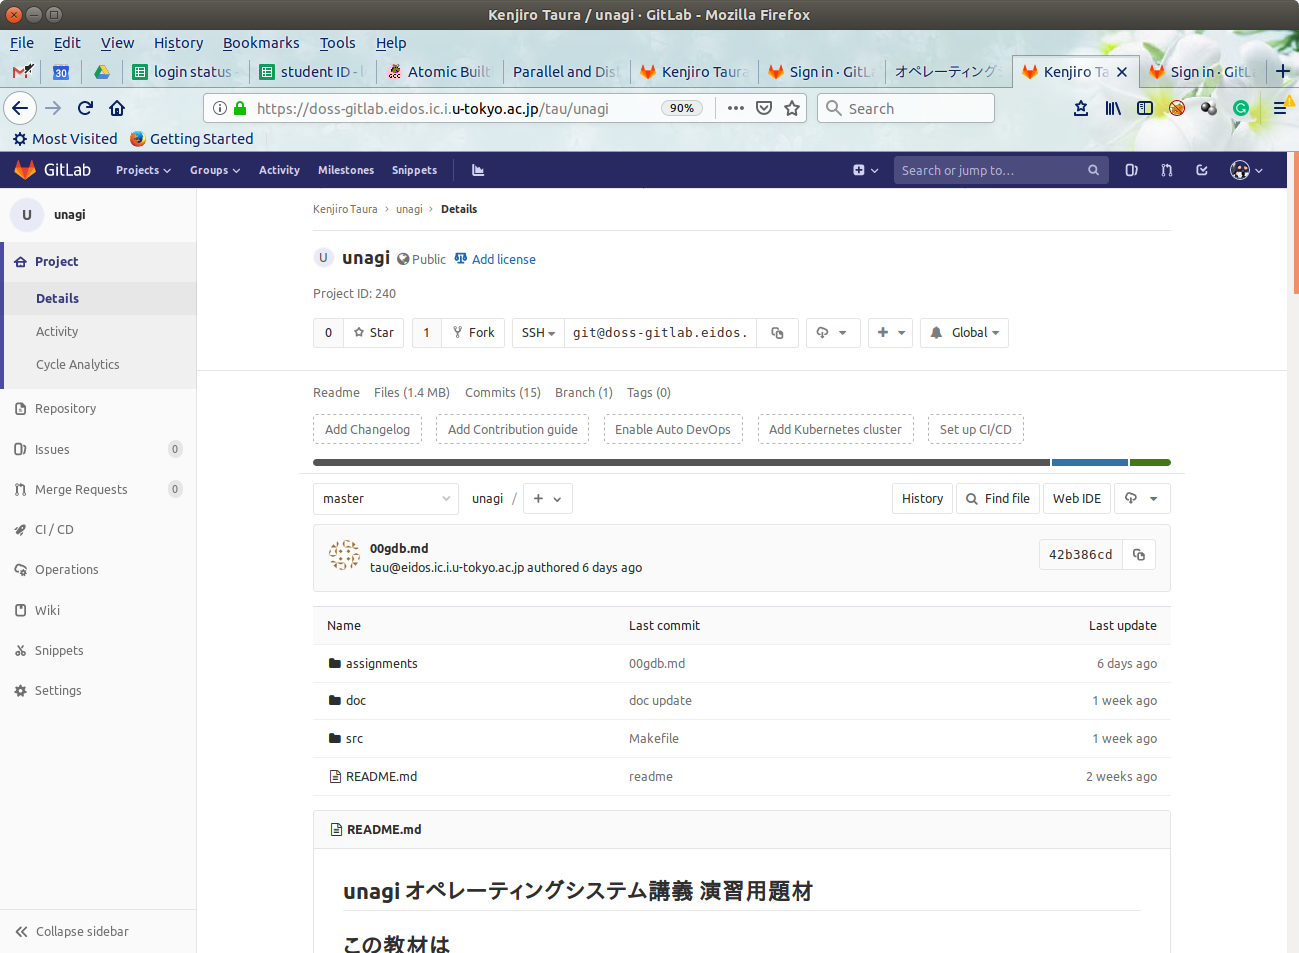 Kenjiro Taura / unagi · GitLab - Mozilla Firefox
File Edit View History Bookmarks Tools Help
30 login status student ID - Atomic Built Parallel and Dis Kenjiro Taura Sign in · GitL オペレーティング Kenjiro Ta Sign in · GitL
https://doss-gitlab.eidos.ic.i.u-tokyo.ac.jp/tau/unagi 90% Search
Most Visited Getting Started
GitLab Projects Groups Activity Milestones Snippets Search or jump to...
U unagi
Project
Details
Activity
Cycle Analytics
Repository
Issues 0
Merge Requests 0
CI / CD
Operations
Wiki
Snippets
Settings
Collapse sidebar
Kenjiro Taura > unagi > Details
U unagi Public Add license
Project ID: 240
0 Star 1 Fork SSH git@doss-gitlab.eidos. Global
Readme Files (1.4 MB) Commits (15) Branch (1) Tags (0)
Add Changelog Add Contribution guide Enable Auto DevOps Add Kubernetes cluster Set up CI/CD
master unagi / + History Find file Web IDE
00gdb.md
tau@eidos.ic.i.u-tokyo.ac.jp authored 6 days ago 42b386cd
Name Last commit Last update
assignments 00gdb.md 6 days ago
doc doc update 1 week ago
src Makefile 1 week ago
README.md readme 2 weeks ago
README.md
unagi オペレーティングシステム講義 演習用題材
この教材は